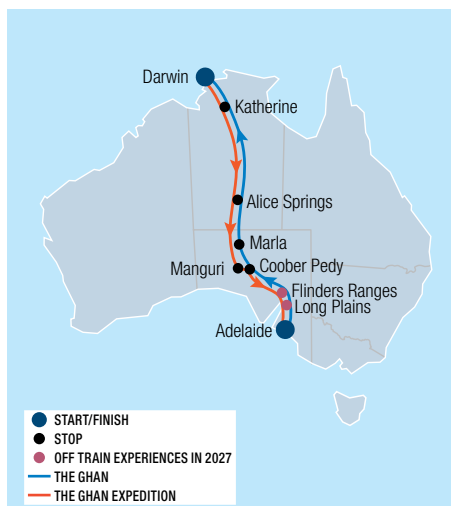 Darwin
Katherine
Alice Springs
Marla
Manguri
Coober Pedy
Flinders Ranges
Long Plains
Adelaide
START/FINISH
STOP
OFF TRAIN EXPERIENCES IN 2027
THE GHAN
THE GHAN EXPEDITION